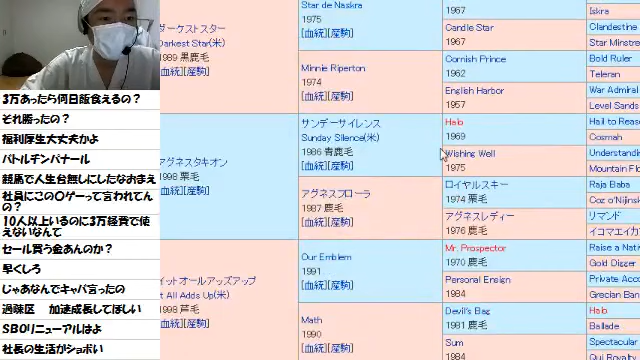 3万あったら何日飯食えるの？
それ勝ったの？
福利厚生大丈夫かよ
バトルチンパナール
競馬で人生台無しにしたなおまえ
社員にこの〇ゲーって言われてんの？
10人以上いるのに3万経費で使えないなんて
セール買う金あんのか？
早くしろ
じゃあなんでキャバ言ったの
過疎区　加速成長してほしい
SBOリニューアルはよ
社長の生活がショボい
ダーケストスター
Darkest Star(米)
1989 黒鹿毛
[血統][産駒]
アグネスタキオン
1998 栗毛
[血統][産駒]
イットオールアッズアップ
It All Adds Up(米)
1998 芦毛
[血統][産駒]
Star de Naskra
1975
[血統][産駒]
Minnie Riperton
1974
[血統][産駒]
サンデーサイレンス
Sunday Silence(米)
1986 青鹿毛
[血統][産駒]
アグネスフローラ
1987 鹿毛
[血統][産駒]
Our Emblem
1991
[血統][産駒]
Math
1990
[血統][産駒]
1967
Candle Star
1967
Cornish Prince
1962
English Harbor
1957
Halo
1969
Wishing Well
1975
ロイヤルスキー
1974 栗毛
アグネスレディー
1976 鹿毛
Mr. Prospector
1970 鹿毛
Personal Ensign
1984
Devil's Bag
1981 鹿毛
Sum
1984
Iskra
Clandestine
Star Minstre
Bold Ruler
Teleran
War Admiral
Level Sands
Hail to Reaso
Cosmah
Understandin
Mountain Flo
Raja Baba
Coz o'Nijinsk
リマンド
イコマエイカ
Raise a Nati
Gold Digger
Private Acco
Grecian Ban
Halo
Ballade
Spectacular
Qui Royalty